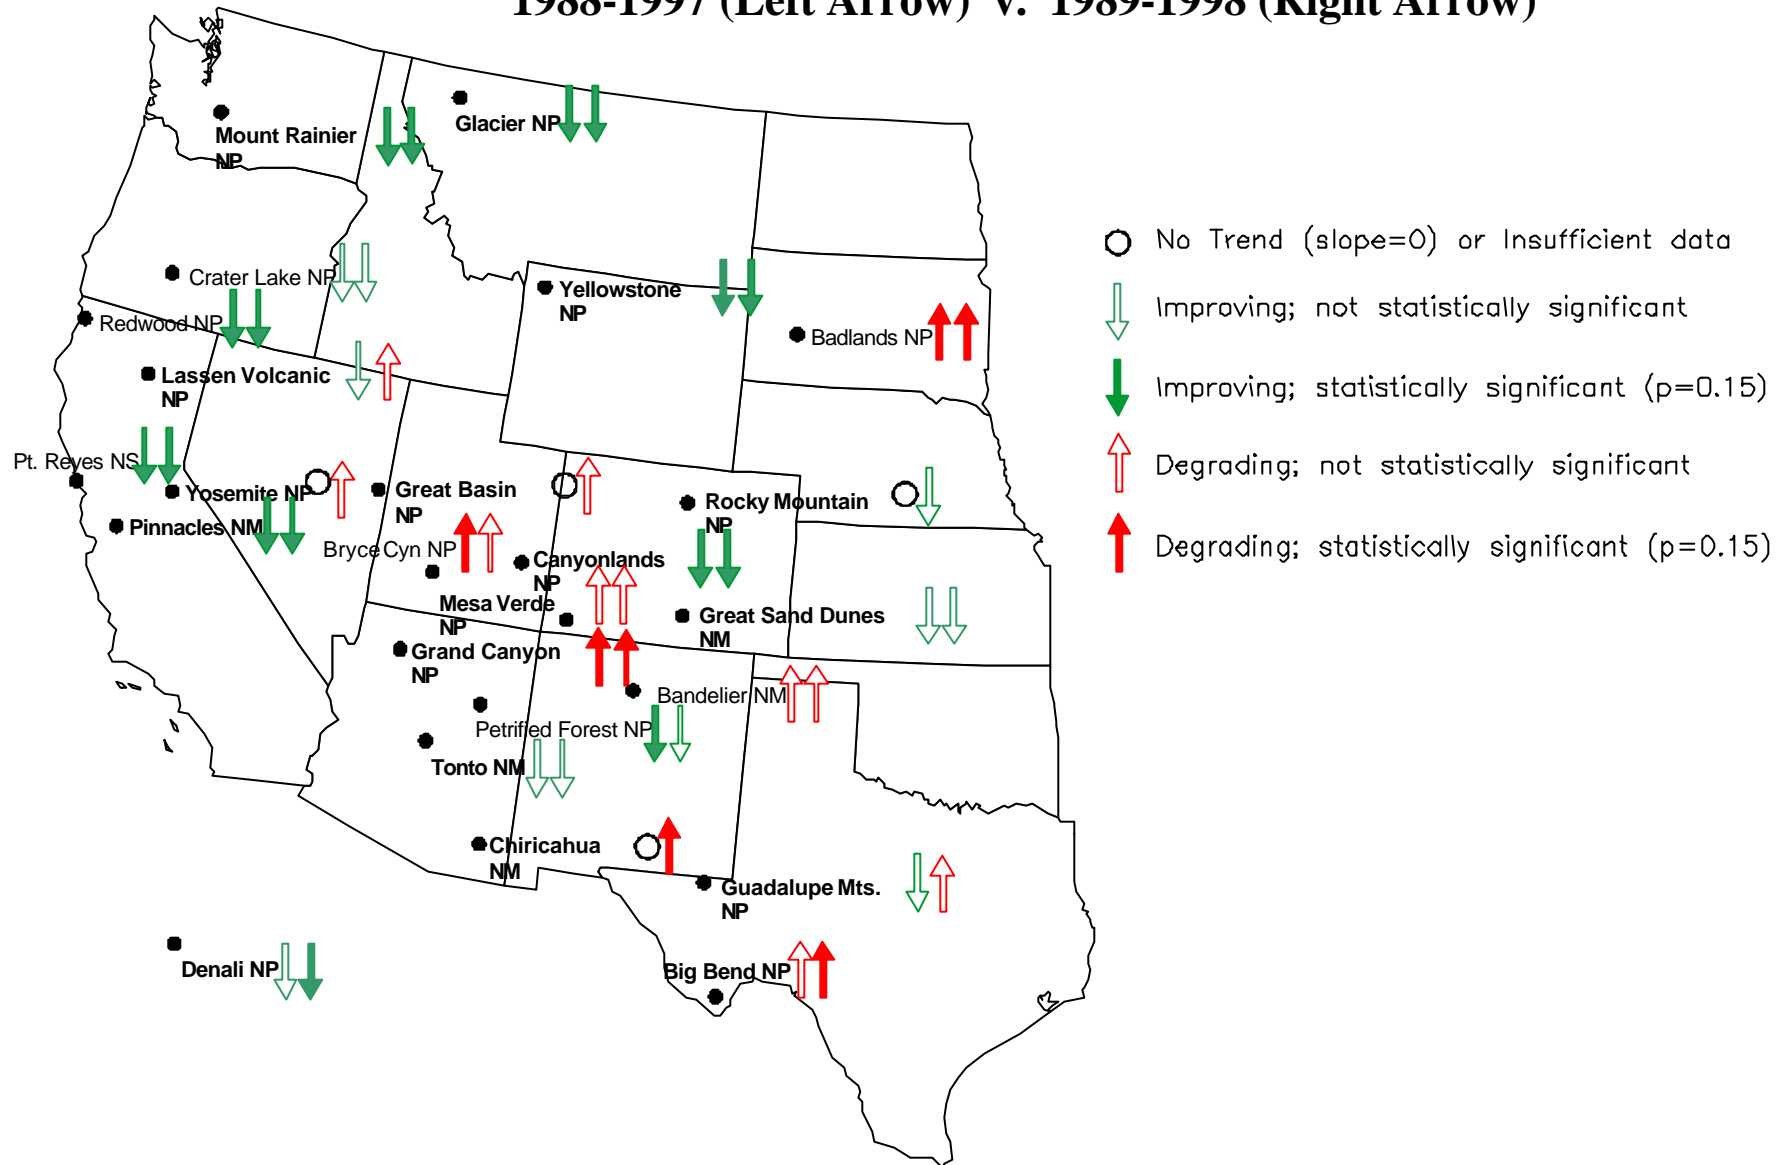 1988-1997 (Left Arrow) v. 1989-1998 (Right Arrow)
Glacier NP
Mount Rainier
NP
No Trend (slope=0) or Insufficient data
Crater Lake NP
Yellowstone
NP
Improving; not statistically significant
Redwood NP
Badlands NP
Lassen Volcanic
NP
Improving; statistically significant (p=0.15)
Pt. Reyes NS
Degrading; not statistically significant
Yosemite NP
Great Basin
NP
Rocky Mountain
NP
Pinnacles NM
Bryce Cyn NP
Canyonlands
NP
Degrading; statistically significant (p=0.15)
Mesa Verde
NP
Great Sand Dunes
NM
Grand Canyon
NP
Bandelier NM
Petrified Forest NP
Tonto NM
Chiricahua
NM
Guadalupe Mts.
NP
Denali NP
Big Bend NP